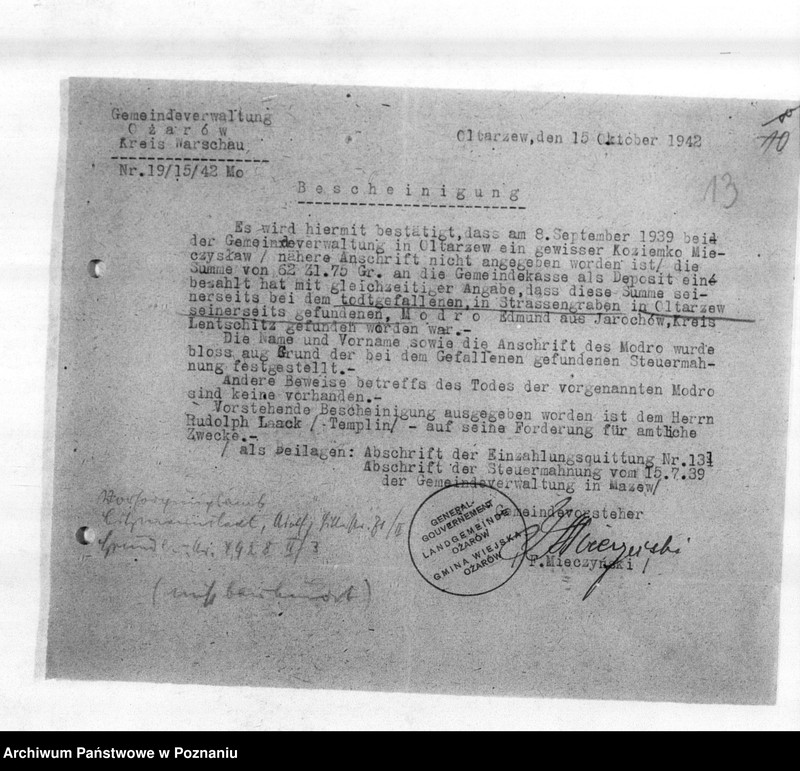 Gemeindeverwaltung
O ż a r ó w
Kreis Warschau
Nr.19/15/42 Mo
Oltarzew,den 15 Oktober 1942
10
13
B e s c h e i n i g u n g
Es wird hiermit bestätigt,dass am 8.September 1939 bei
der Gemeindeverwaltung in Oltarzew ein gewisser Koziemko Mie-
czysław / nähere Anschrift nicht angegeben worden ist/ die
Summe von 62 Zl.75 Gr. an die Gemeindekasse als Deposit ein
bezahlt hat mit gleichzeitiger Angabe,dass diese Summe sei-
nerseits bei dem todtgefallenen,in Strassengraben in Oltarzew
seinerseits gefundenen, M o d r o Edmund aus Jarochów,Kreis
Lentschitz gefunden worden war.-
Die Name und Vorname sowie die Anschrift des Modro wurde
bloss aug Grund der bei dem Gefallenen gefundenen Steuermah-
nung festgestellt.-
Andere Beweise betreffs des Todes der vorgenannten Modro
sind keine vorhanden.-
Vorstehende Bescheinigung ausgegeben worden ist dem Herrn
Rudolph Laack /-Templin/ - auf seine Forderung für amtliche
Zwecke.-
/ als Beilagen: Abschrift der Einzahlungsquittung Nr.131
Abschrift der Steuermahnung vom 15.7.39
der Gemeindeverwaltung in Mazew/
Gemeindevogsteher
GENERAL-
GOUVERNEMENT
LANDGEMEINDE
OŻARÓW
GMINA WIEJSKA
OŻARÓW
/ F.Mieczyński /
Versorgungsamt
Litzmannstadt, Adolf Hitlerstr.
Archiwum Państwowe w Poznaniu